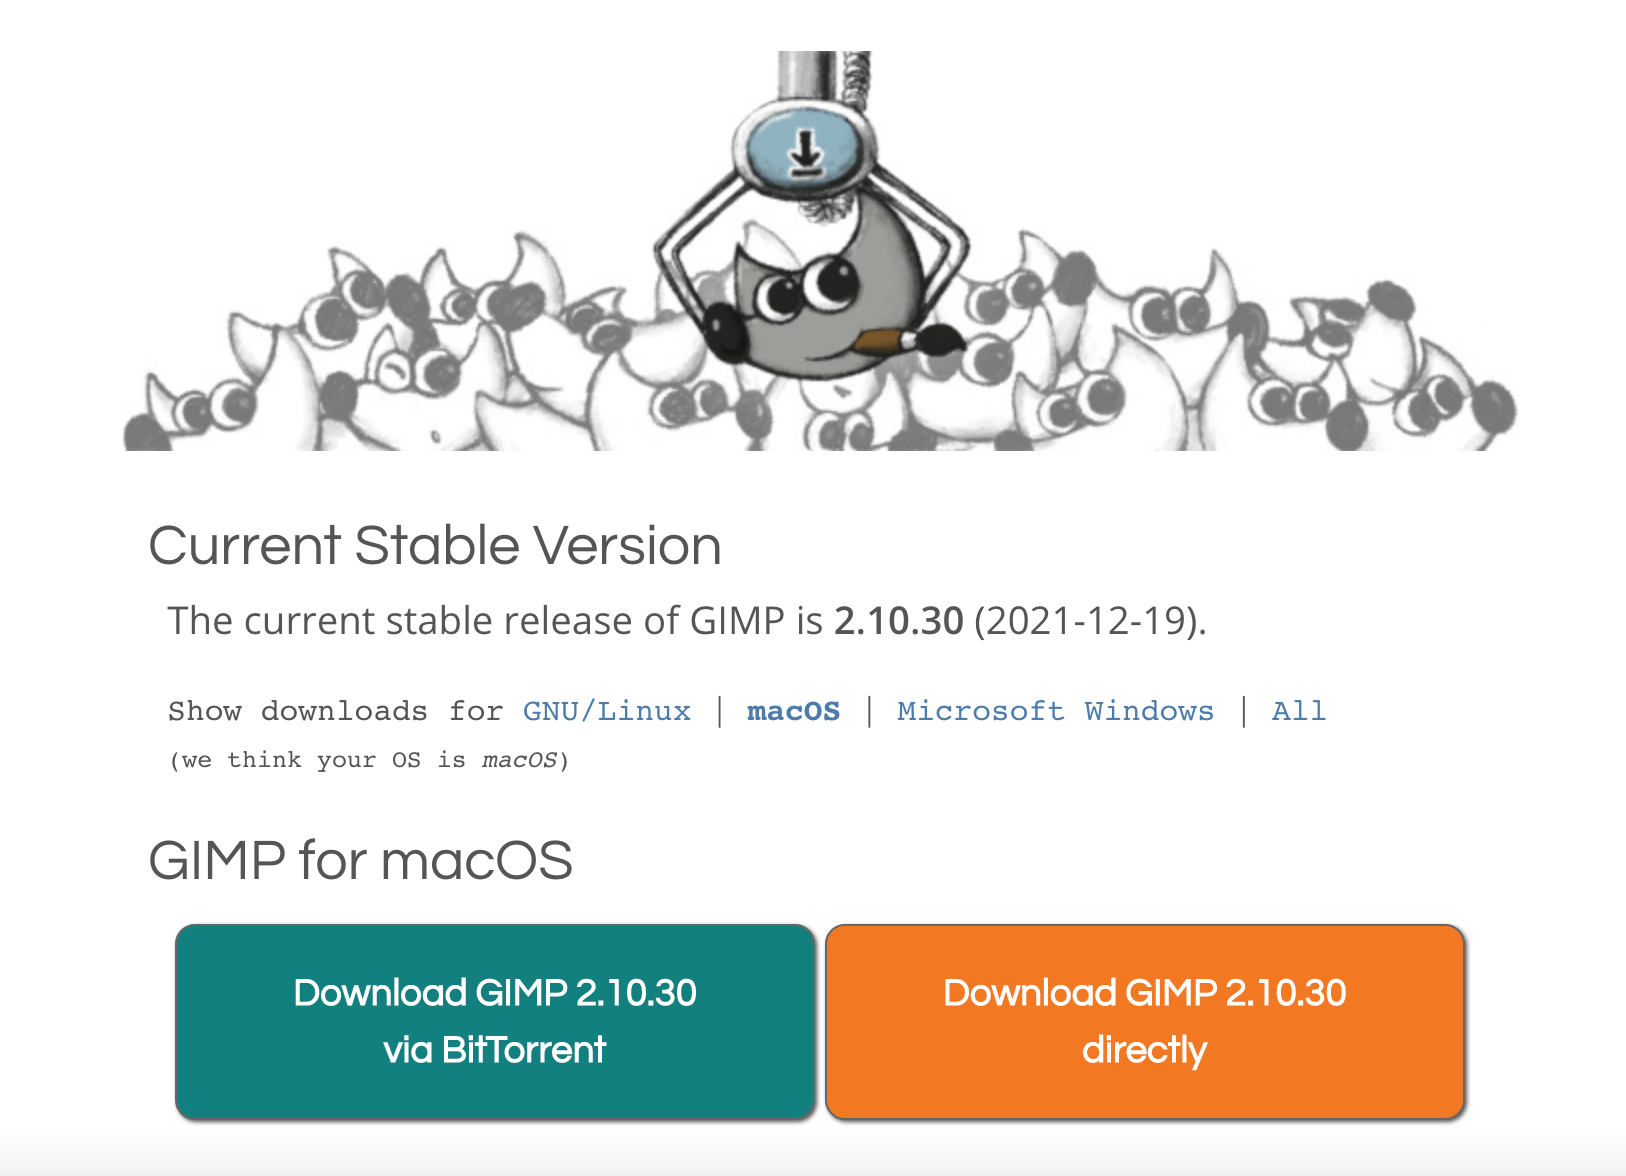 Current Stable Version
The current stable release of GIMP is 2.10.30 (2021-12-19).
Show downloads for GNU/Linux | macOS | Microsoft Windows | All
(we think your OS is macOS)
GIMP for macOS
Download GIMP 2.10.30
via BitTorrent
Download GIMP 2.10.30
directly